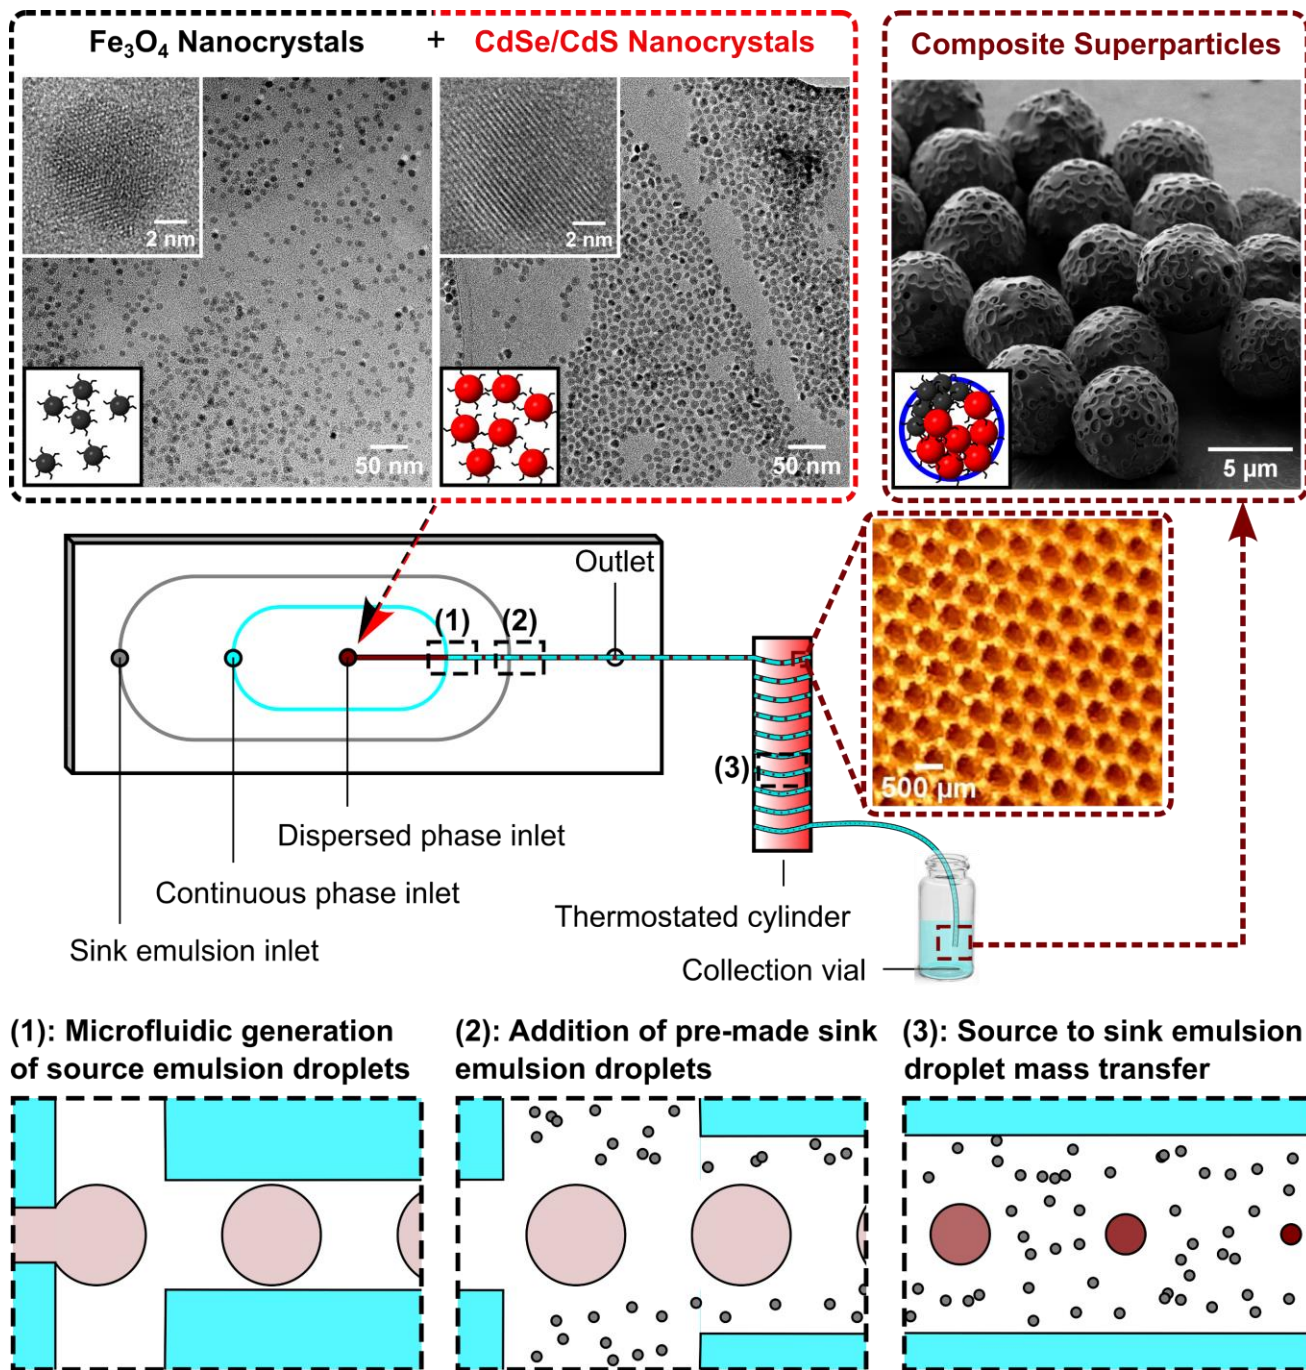 Fe₃O₄ Nanocrystals + CdSe/CdS Nanocrystals
Composite Superparticles
2 nm
2 nm
50 nm
50 nm
5 µm
Outlet
(1)
(2)
(3)
500 µm
Dispersed phase inlet
Continuous phase inlet
Sink emulsion inlet
Thermostated cylinder
Collection vial
(1): Microfluidic generation
of source emulsion droplets
(2): Addition of pre-made sink
emulsion droplets
(3): Source to sink emulsion
droplet mass transfer